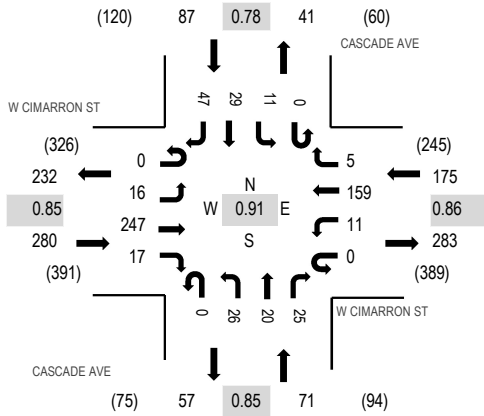 (120) 87 0.78 41 (60)
CASCADE AVE
W CIMARRON ST
47 29 11 0
(326) (245)
0 5
232 175
16 N 159
0.85 W 0.91 E 0.86
247 11
280 S 283
17 0
(391) (389)
0 26 20 25
W CIMARRON ST
CASCADE AVE
(75) 57 0.85 71 (94)